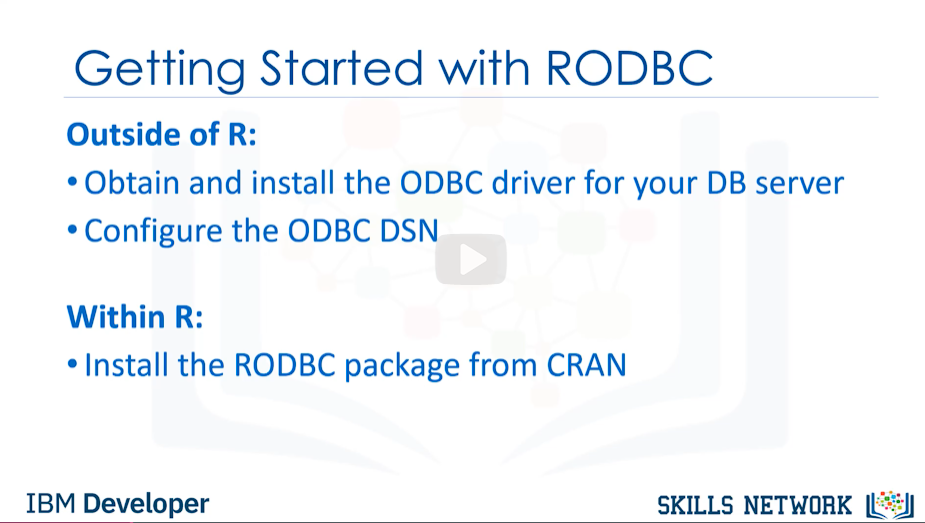 Getting Started with RODBC
Outside of R:
• Obtain and install the ODBC driver for your DB server
• Configure the ODBC DSN
Within R:
• Install the RODBC package from CRAN
IBM Developer
SKILLS NETWORK